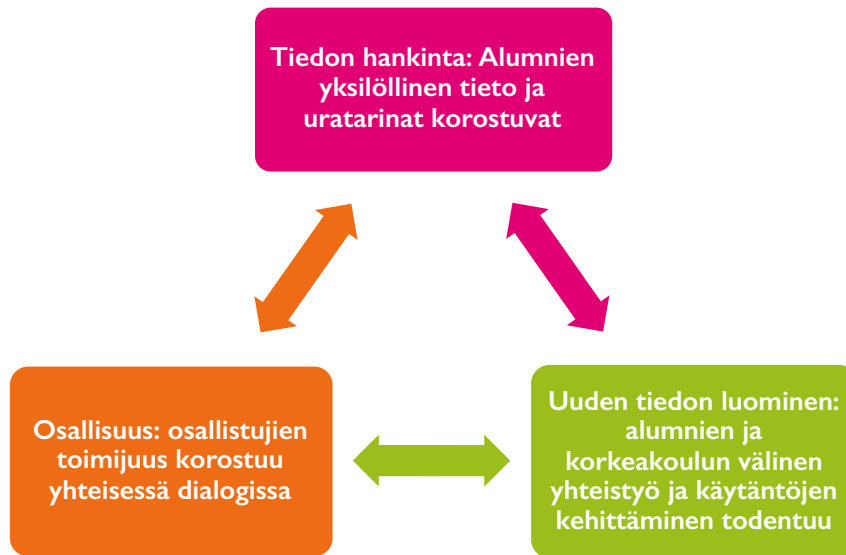 Tiedon hankinta: Alumnien
yksilöllinen tieto ja
uratarinat korostuvat
Osallisuus: osallistujien
toimijuus korostuu
yhteisessä dialogissa
Uuden tiedon luominen:
alumnien ja
korkeakoulun välinen
yhteistyö ja käytäntöjen
kehittäminen todentuu